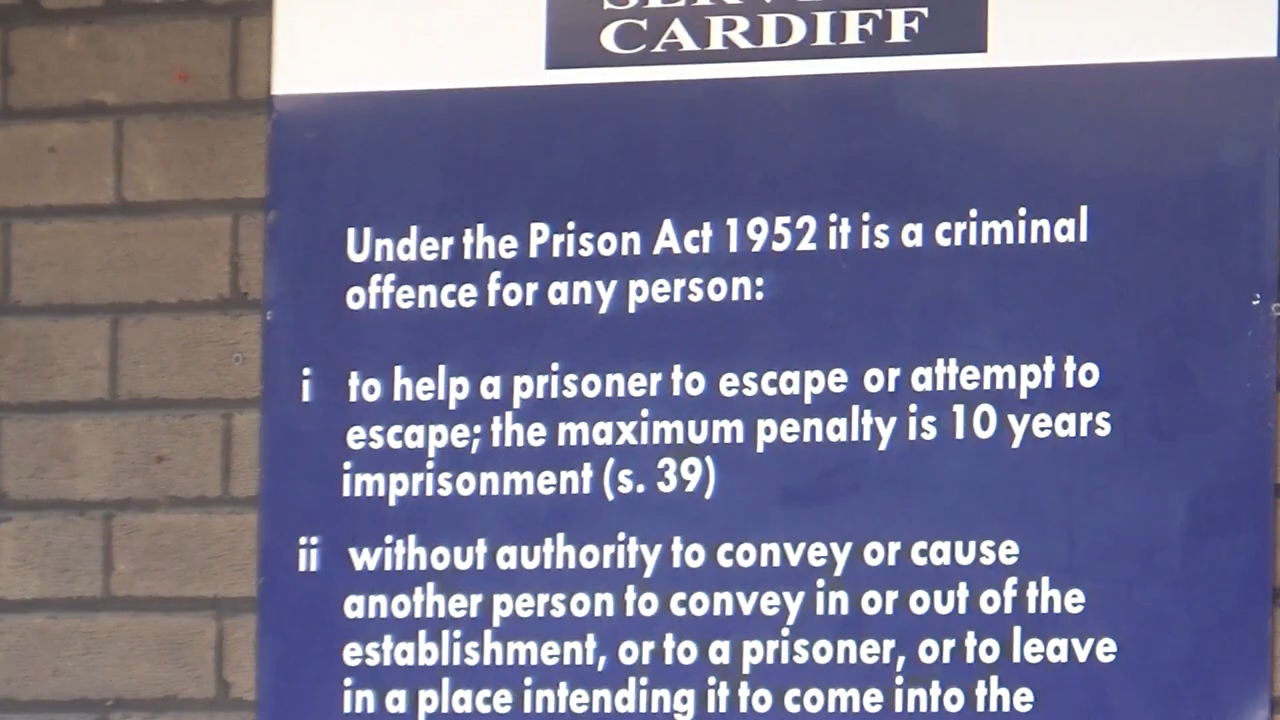 CARDIFF
Under the Prison Act 1952 it is a criminal
offence for any person:
i to help a prisoner to escape or attempt to
escape; the maximum penalty is 10 years
imprisonment (s. 39)
ii without authority to convey or cause
another person to convey in or out of the
establishment, or to a prisoner, or to leave
in a place intending it to come into the